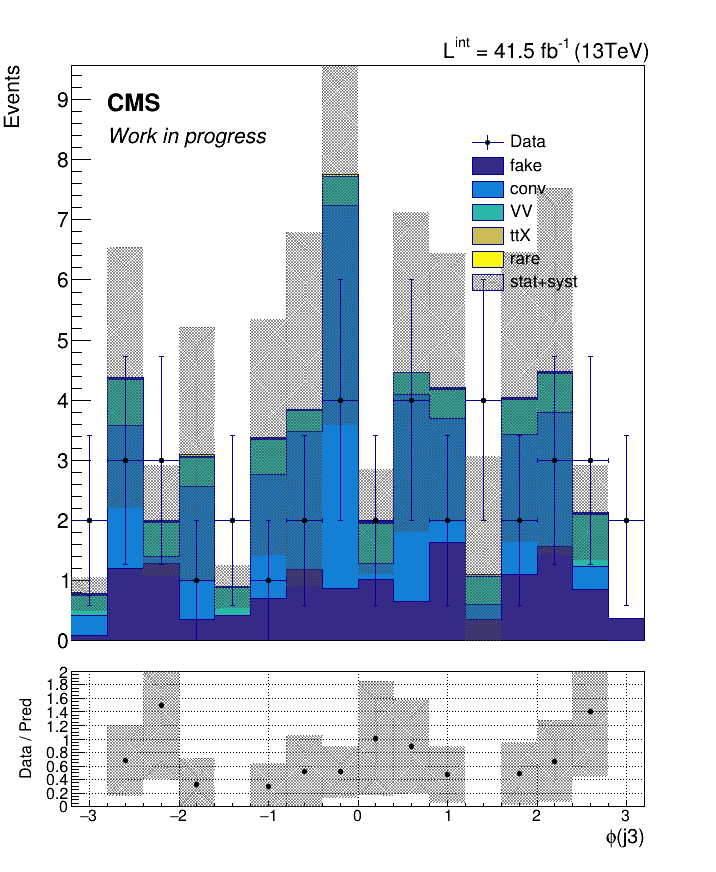 L^int = 41.5 fb^-1 (13TeV)
Events
CMS
Work in progress
Data
fake
conv
VV
ttX
rare
stat+syst
9
8
7
6
5
4
3
2
1
0
Data / Pred
2
1.8
1.6
1.4
1.2
1
0.8
0.6
0.4
0.2
0
−3 −2 −1 0 1 2 3
ϕ(j3)